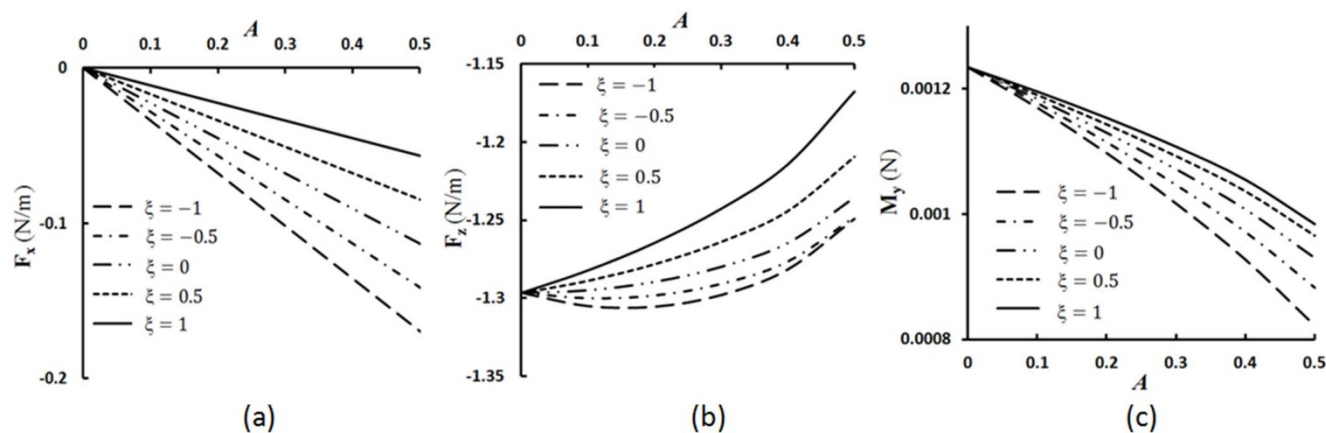 A
0 0.1 0.2 0.3 0.4 0.5
0
-0.1
-0.2
F_x (N/m)
ξ = −1
ξ = −0.5
ξ = 0
ξ = 0.5
ξ = 1
(a)
A
0 0.1 0.2 0.3 0.4 0.5
-1.15
-1.2
-1.25
-1.3
-1.35
F_z (N/m)
ξ = −1
ξ = −0.5
ξ = 0
ξ = 0.5
ξ = 1
(b)
0.0012
0.001
0.0008
M_y (N)
ξ = −1
ξ = −0.5
ξ = 0
ξ = 0.5
ξ = 1
0 0.1 0.2 0.3 0.4 0.5
A
(c)